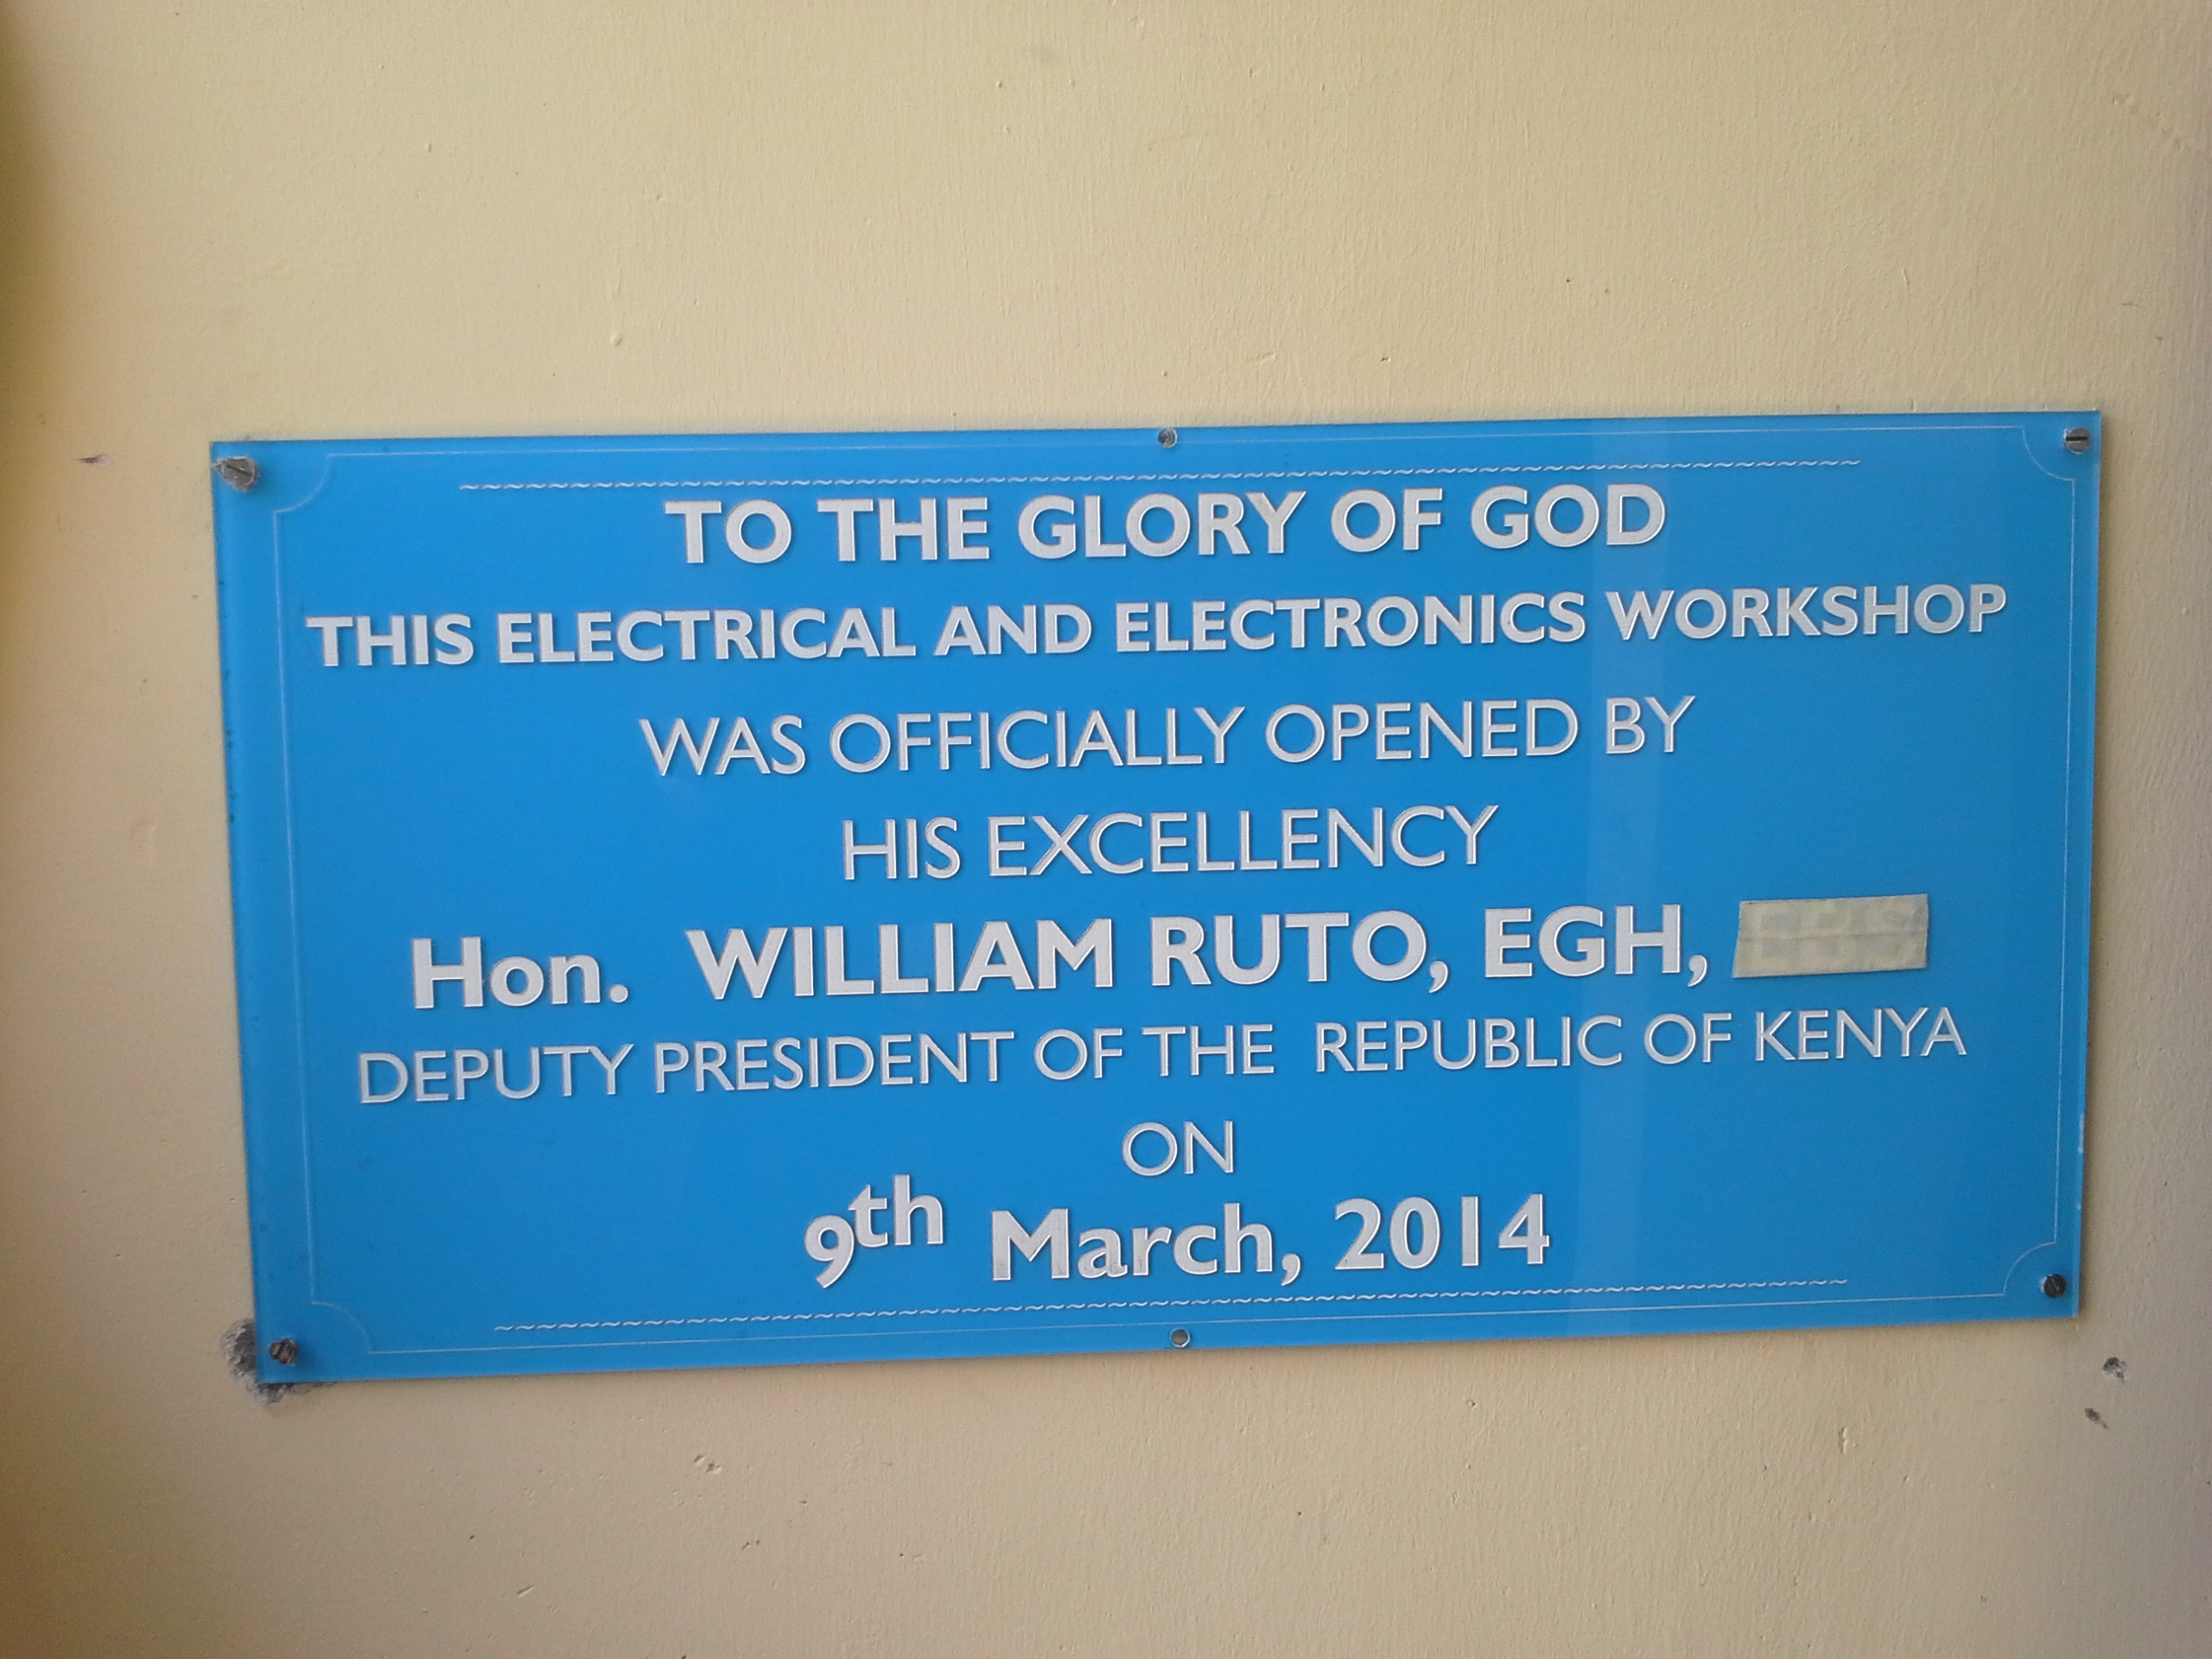 TO THE GLORY OF GOD
THIS ELECTRICAL AND ELECTRONICS WORKSHOP
WAS OFFICIALLY OPENED BY
HIS EXCELLENCY
Hon. WILLIAM RUTO, EGH,
DEPUTY PRESIDENT OF THE REPUBLIC OF KENYA
ON
9th March, 2014